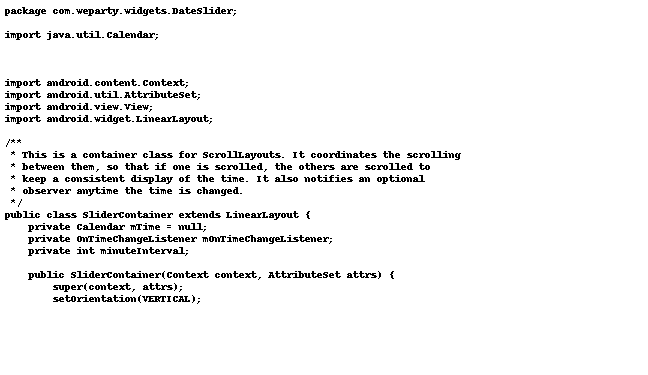 package com.weparty.widgets.DateSlider;
import java.util.Calendar;
import android.content.Context;
import android.util.AttributeSet;
import android.view.View;
import android.widget.LinearLayout;
/**
 * This is a container class for ScrollLayouts. It coordinates the scrolling
 * between them, so that if one is scrolled, the others are scrolled to
 * keep a consistent display of the time. It also notifies an optional
 * observer anytime the time is changed.
 */
public class SliderContainer extends LinearLayout {
    private Calendar mTime = null;
    private OnTimeChangeListener mOnTimeChangeListener;
    private int minuteInterval;
    public SliderContainer(Context context, AttributeSet attrs) {
        super(context, attrs);
        setOrientation(VERTICAL);